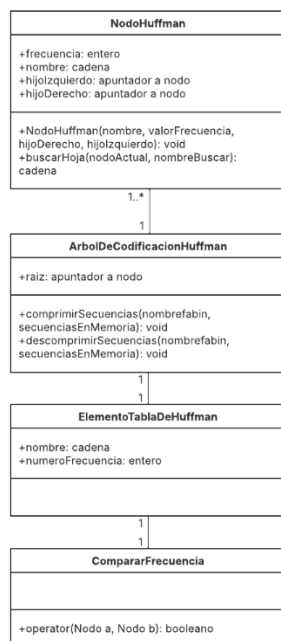 NodoHuffman
+frecuencia: entero
+nombre: cadena
+hijoIzquierdo: apuntador a nodo
+hijoDerecho: apuntador a nodo
+NodoHuffman(nombre, valorFrecuencia,
hijoDerecho, hijoIzquierdo): void
+buscarHoja(nodoActual, nombreBuscar):
cadena
1..*
1
ArbolDeCodificacionHuffman
+raiz: apuntador a nodo
+comprimirSecuencias(nombrefabin,
secuenciasEnMemoria): void
+descomprimirSecuencias(nombrefabin,
secuenciasEnMemoria): void
1
1
ElementoTablaDeHuffman
+nombre: cadena
+numeroFrecuencia: entero
1
1
CompararFrecuencia
+operator(Nodo a, Nodo b): booleano